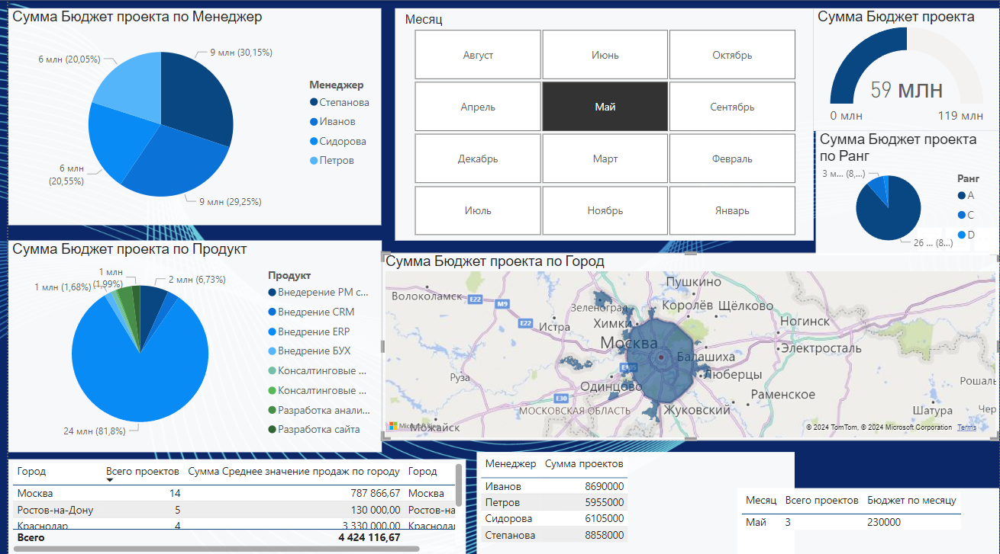 Сумма Бюджет проекта по Менеджер
9 млн (30,15%)
6 млн (20,05%)
6 млн
(20,55%)
9 млн (29,25%)
Менеджер
Степанова
Иванов
Сидорова
Петров
Месяц
Август
Июнь
Октябрь
Апрель
Май
Сентябрь
Декабрь
Март
Февраль
Июль
Ноябрь
Январь
Сумма Бюджет проекта
59 млн
0 млн
119 млн
Сумма Бюджет проекта
по Ранг
3 м... (8,...)
26 ... (8...)
Ранг
A
C
D
Сумма Бюджет проекта по Продукт
1 млн
(1,99%)
2 млн (6,73%)
1 млн (1,68%)
24 млн (81,8%)
Продукт
Внедерение PM с...
Внедрение CRM
Внедрение ERP
Внедрение БУХ
Консалтинговые ...
Консалтинговые ...
Разработка анали...
Разработка сайта
Сумма Бюджет проекта по Город
Пушкино
Волоколамск
E22
M9
Зеленоград
Королёв
Щёлково
E22
Истра
Химки
Ногинск
Москва
Электросталь
Балашиха
Руза
Люберцы
Рошаль
Одинцово
E30
Раменское
МОСКОВСКАЯ ОБЛАСТЬ
Жуковский
Шатура
Чер
Microsoft Bing
Можайск
© 2024 TomTom, © 2024 Microsoft Corporation Terms
Город Всего проектов Сумма Среднее значение продаж по городу Город
Москва 14 787 866,67 Москва
Ростов-на-Дону 5 130 000,00 Ростов-на
Краснодар 4 3 330 000,00 Краснода
Всего 4 424 116,67
Менеджер Сумма проектов
Иванов 8690000
Петров 5955000
Сидорова 6105000
Степанова 8858000
Месяц Всего проектов Бюджет по месяцу
Май 3 230000